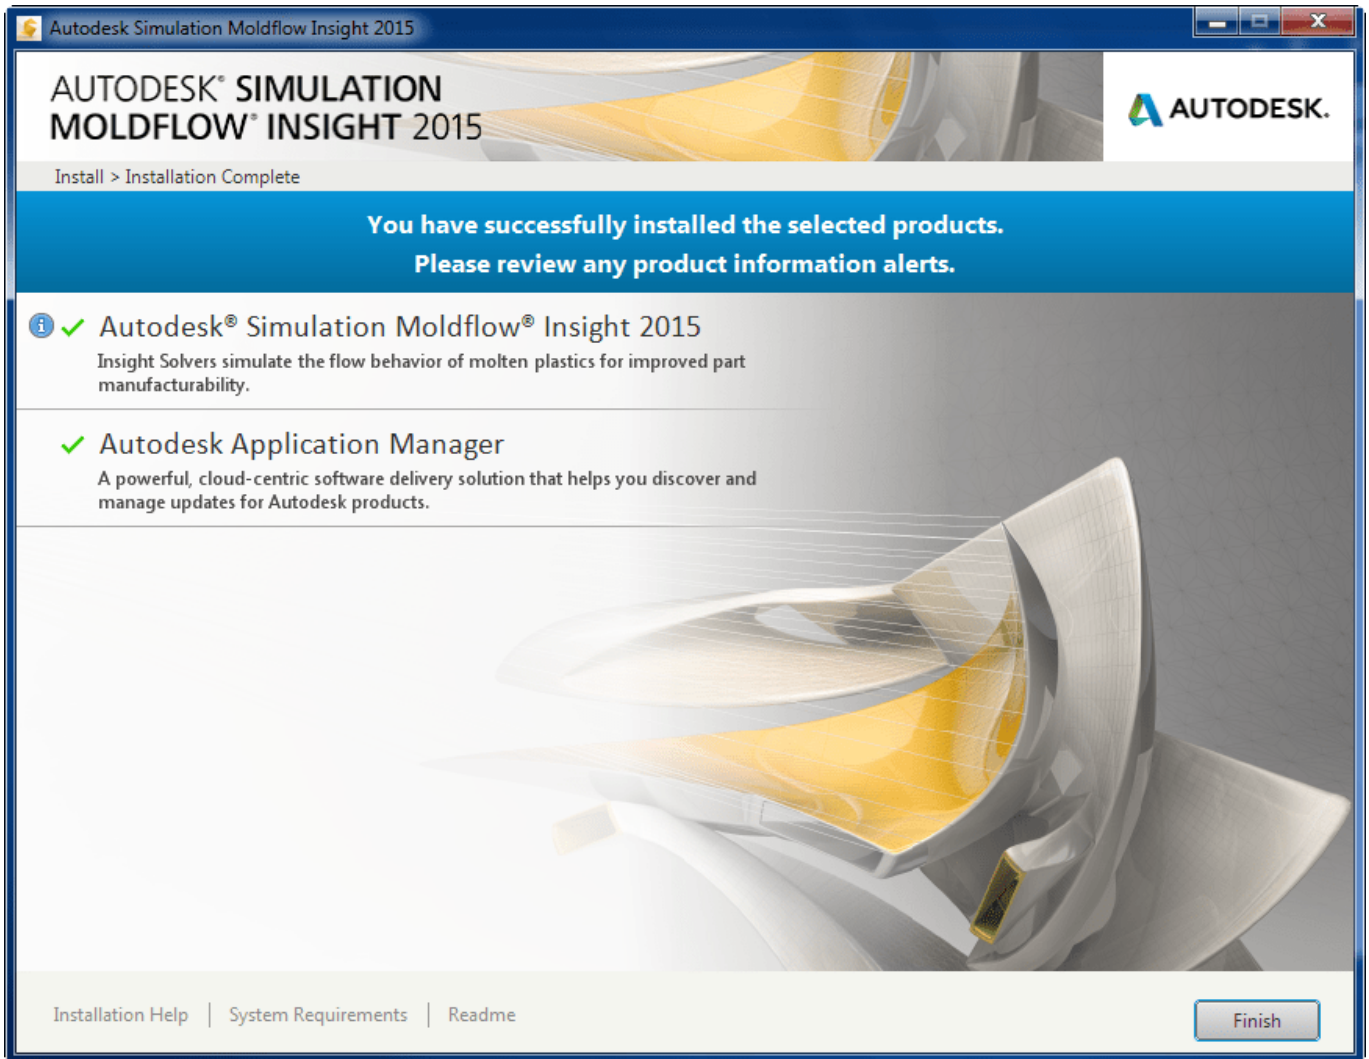 Autodesk Simulation Moldflow Insight 2015
AUTODESK® SIMULATION
MOLDFLOW® INSIGHT 2015
AUTODESK.
Install > Installation Complete
You have successfully installed the selected products.
Please review any product information alerts.
Autodesk® Simulation Moldflow® Insight 2015
Insight Solvers simulate the flow behavior of molten plastics for improved part
manufacturability.
Autodesk Application Manager
A powerful, cloud-centric software delivery solution that helps you discover and
manage updates for Autodesk products.
Installation Help | System Requirements | Readme
Finish